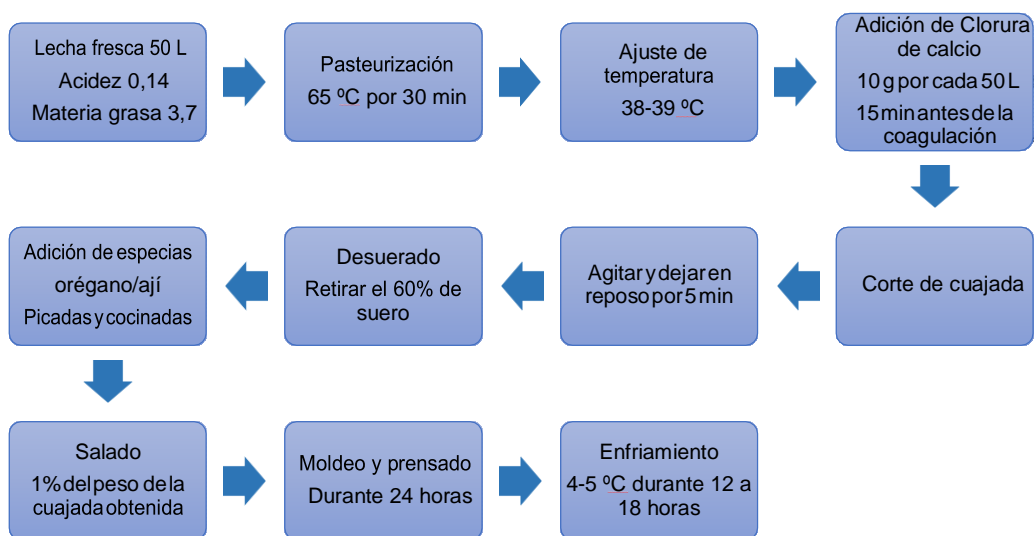 Lecha fresca 50 L
Acidez 0,14
Materia grasa 3,7
Pasteurización
65 ºC por 30 min
Ajuste de
temperatura
38-39 ºC
Adición de Clorura
de calcio
10 g por cada 50 L
15 min antes de la
coagulación
Corte de cuajada
Agitar y dejar en
reposo por 5 min
Desuerado
Retirar el 60% de
suero
Adición de especias
orégano/ají
Picadas y cocinadas
Salado
1% del peso de la
cuajada obtenida
Moldeo y prensado
Durante 24 horas
Enfriamiento
4-5 ºC durante 12 a
18 horas